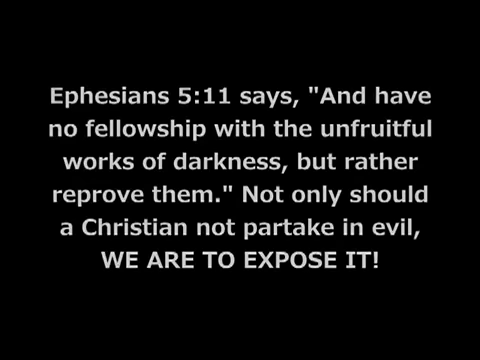 Ephesians 5:11 says, "And have
no fellowship with the unfruitful
works of darkness, but rather
reprove them." Not only should
a Christian not partake in evil,
WE ARE TO EXPOSE IT!